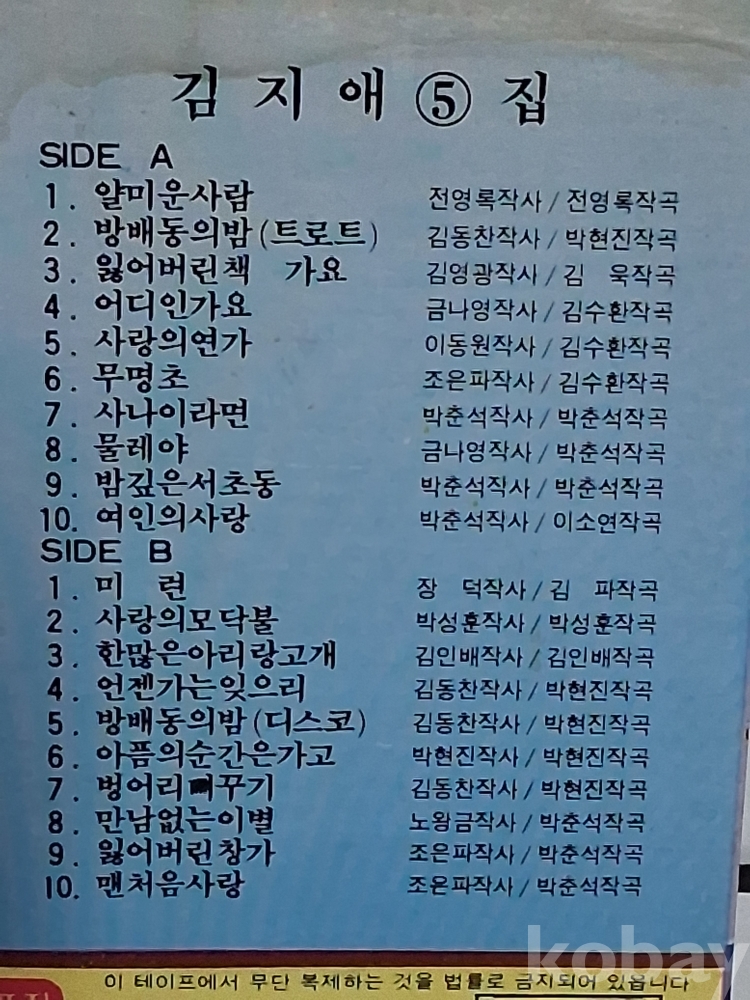 김 지 애 ⑤ 집
SIDE A
1. 얄미운사람 전영록작사/전영록작곡
2. 방배동의밤(트로트) 김동찬작사/박현진작곡
3. 잃어버린책 가요 김영광작사/김 욱작곡
4. 어디인가요 금나영작사/김수환작곡
5. 사랑의연가 이동원작사/김수환작곡
6. 무명초 조은파작사/김수환작곡
7. 사나이라면 박춘석작사/박춘석작곡
8. 물레야 금나영작사/박춘석작곡
9. 밤깊은서초동 박춘석작사/박춘석작곡
10. 여인의사랑 박춘석작사/이소연작곡
SIDE B
1. 미 련 장 덕작사/김 파작곡
2. 사랑의모닥불 박성훈작사/박성훈작곡
3. 한많은아리랑고개 김인배작사/김인배작곡
4. 언젠가는잊으리 김동찬작사/박현진작곡
5. 방배동의밤(디스코) 김동찬작사/박현진작곡
6. 아픔의순간은가고 박현진작사/박현진작곡
7. 벙어리뻐꾸기 김동찬작사/박현진작곡
8. 만남없는이별 노왕금작사/박춘석작곡
9. 잃어버린창가 조은파작사/박춘석작곡
10. 맨처음사랑 조은파작사/박춘석작곡
kobay
이 테이프에서 무단 복제하는 것을 법률로 금지되어 있읍니다